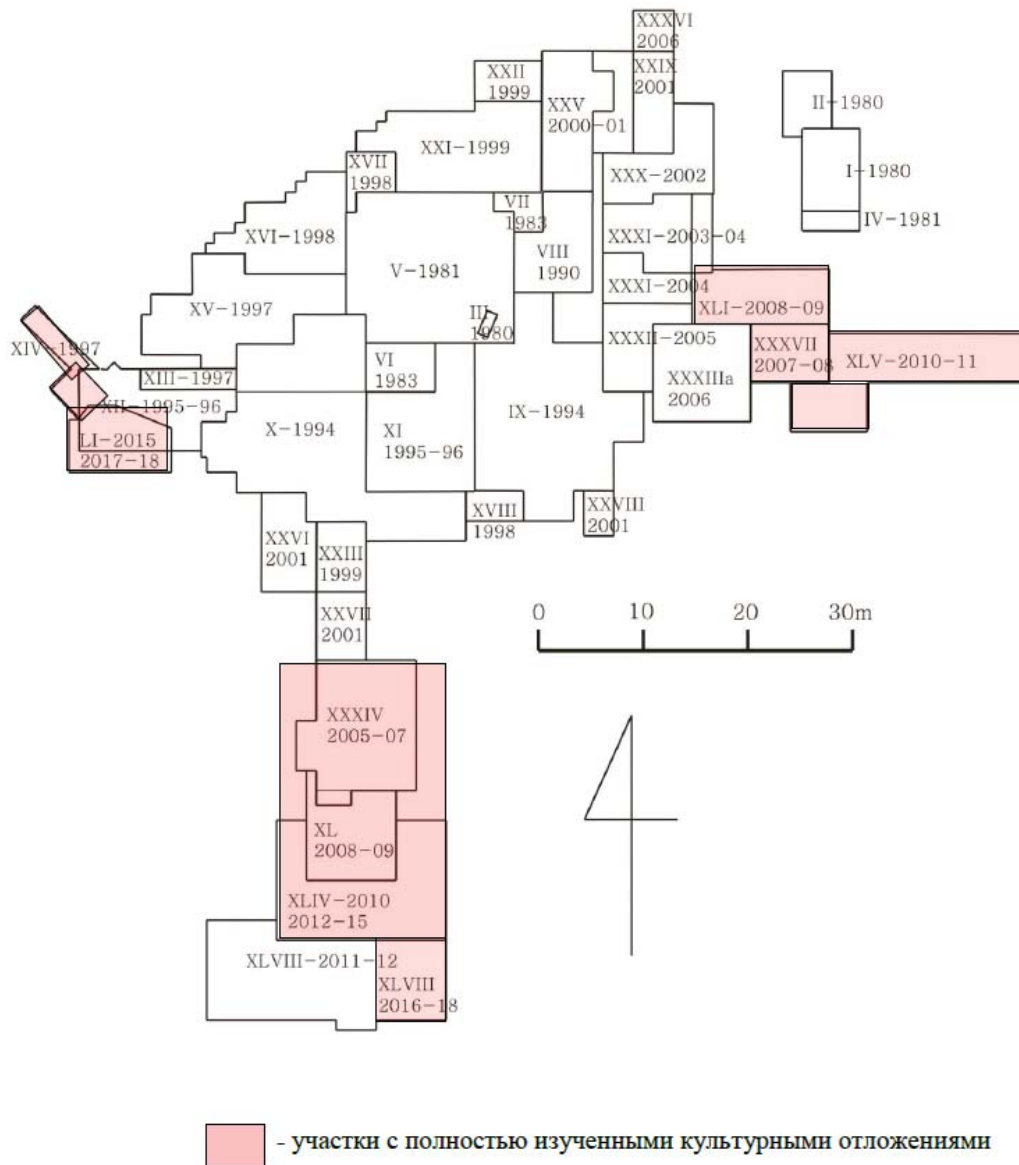 XXXVI
2006
XXII
1999
XXV
2000-01
XXIX
2001
II-1980
XXI-1999
I-1980
XVII
1998
XXX-2002
VII
1983
IV-1981
XVI-1998
V-1981
VIII
1990
XXXI-2003-04
XV-1997
III
1980
XXXI-2004
XLI-2008-09
XIV-1997
XIII-1997
VI
1983
XXXII-2005
XXXVII
2007-08
XLV-2010-11
XXXIIIa
2006
XII-1995-96
X-1994
XI
1995-96
IX-1994
LI-2015
2017-18
XVIII
1998
XXVIII
2001
XXVI
2001
XXIII
1999
XXVII
2001
0 10 20 30m
XXXIV
2005-07
XL
2008-09
XLIV-2010
2012-15
XLVIII-2011-12
XLVIII
2016-18
- участки с полностью изученными культурными отложениями